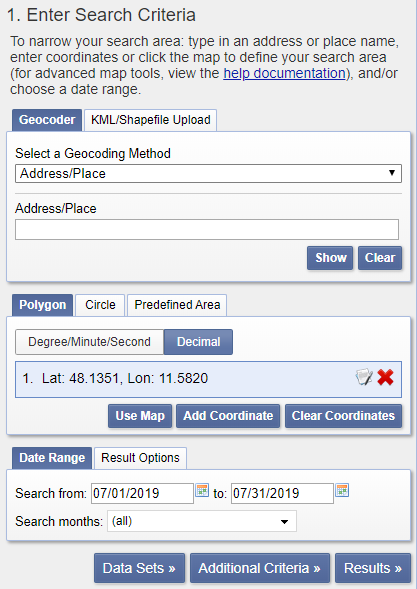 1. Enter Search Criteria
To narrow your search area: type in an address or place name,
enter coordinates or click the map to define your search area
(for advanced map tools, view the help documentation), and/or
choose a date range.
Geocoder KML/Shapefile Upload
Select a Geocoding Method
Address/Place
Address/Place
Show Clear
Polygon Circle Predefined Area
Degree/Minute/Second Decimal
1. Lat: 48.1351, Lon: 11.5820
Use Map Add Coordinate Clear Coordinates
Date Range Result Options
Search from: 07/01/2019 to: 07/31/2019
Search months: (all)
Data Sets » Additional Criteria » Results »